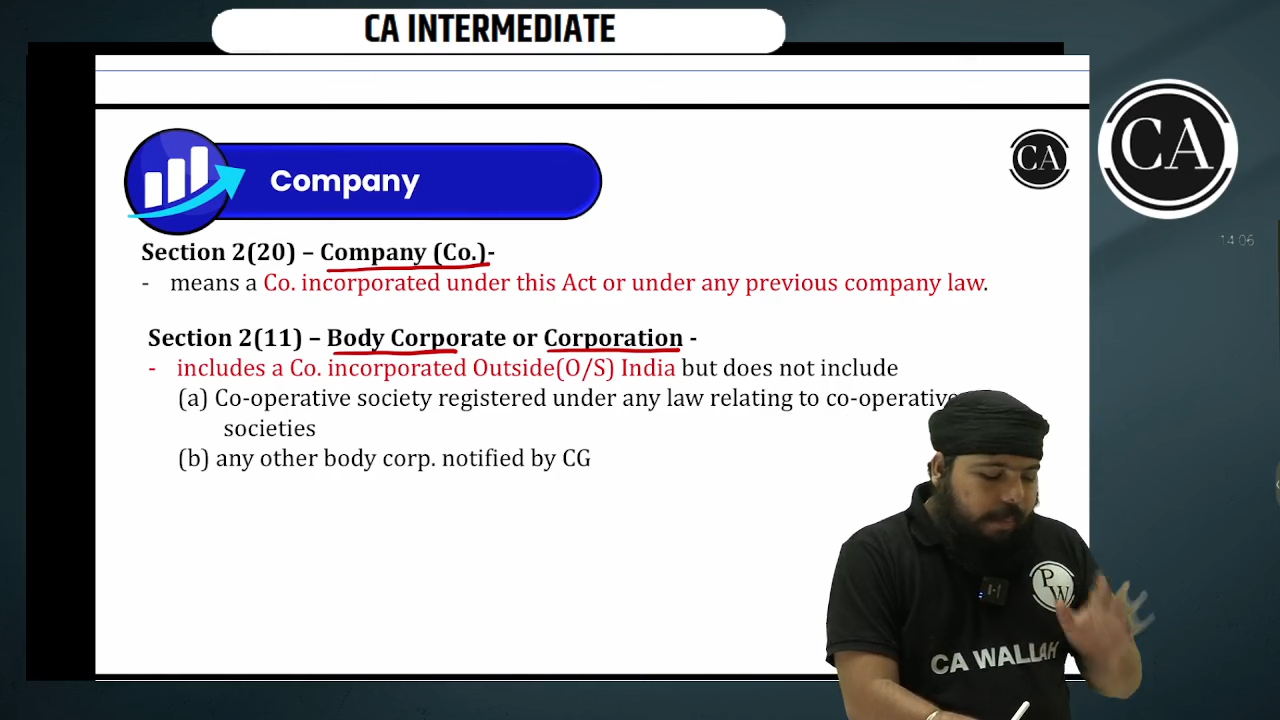 CA INTERMEDIATE
CA
CA
Company
14:06
Section 2(20) – Company (Co.)-
- means a Co. incorporated under this Act or under any previous company law.
Section 2(11) – Body Corporate or Corporation -
- includes a Co. incorporated Outside(O/S) India but does not include
(a) Co-operative society registered under any law relating to co-operative
societies
(b) any other body corp. notified by CG
PW
CA WALLAH